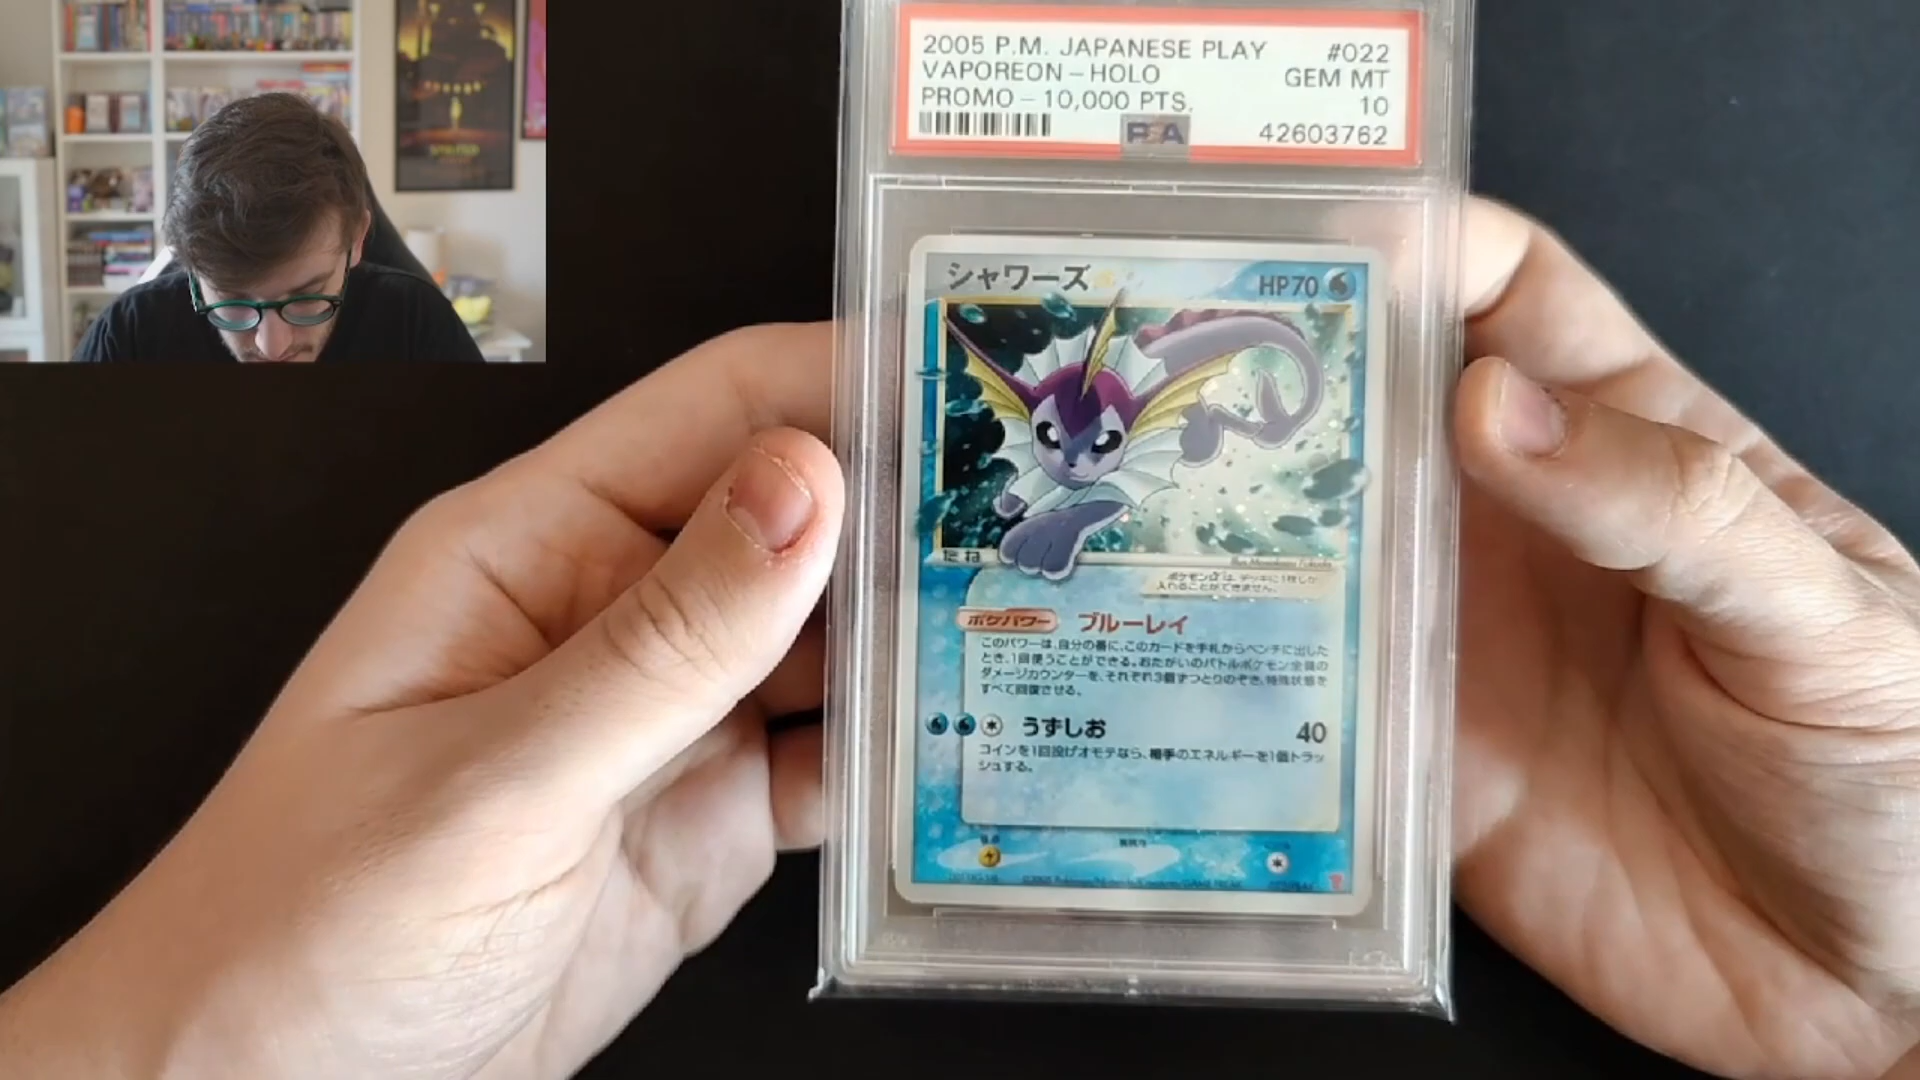 2005 P.M. JAPANESE PLAY #022
VAPOREON-HOLO GEM MT
PROMO-10,000 PTS. 10
PSA 42603762
シャワーズ☆ HP70
たね
ポケモン☆は、デッキに1枚しか
入れることができません。
ポケパワー ブルーレイ
このパワーは、自分の番に、このカードを手札からベンチに出した
とき、1回使うことができる。おたがいのバトルポケモン全員の
ダメージカウンターを、それぞれ3個ずつとりのぞき、特殊状態を
すべて回復させる。
うずしお 40
コインを1回投げオモテなら、相手のエネルギーを1個トラッ
シュする。
弱点 抵抗力